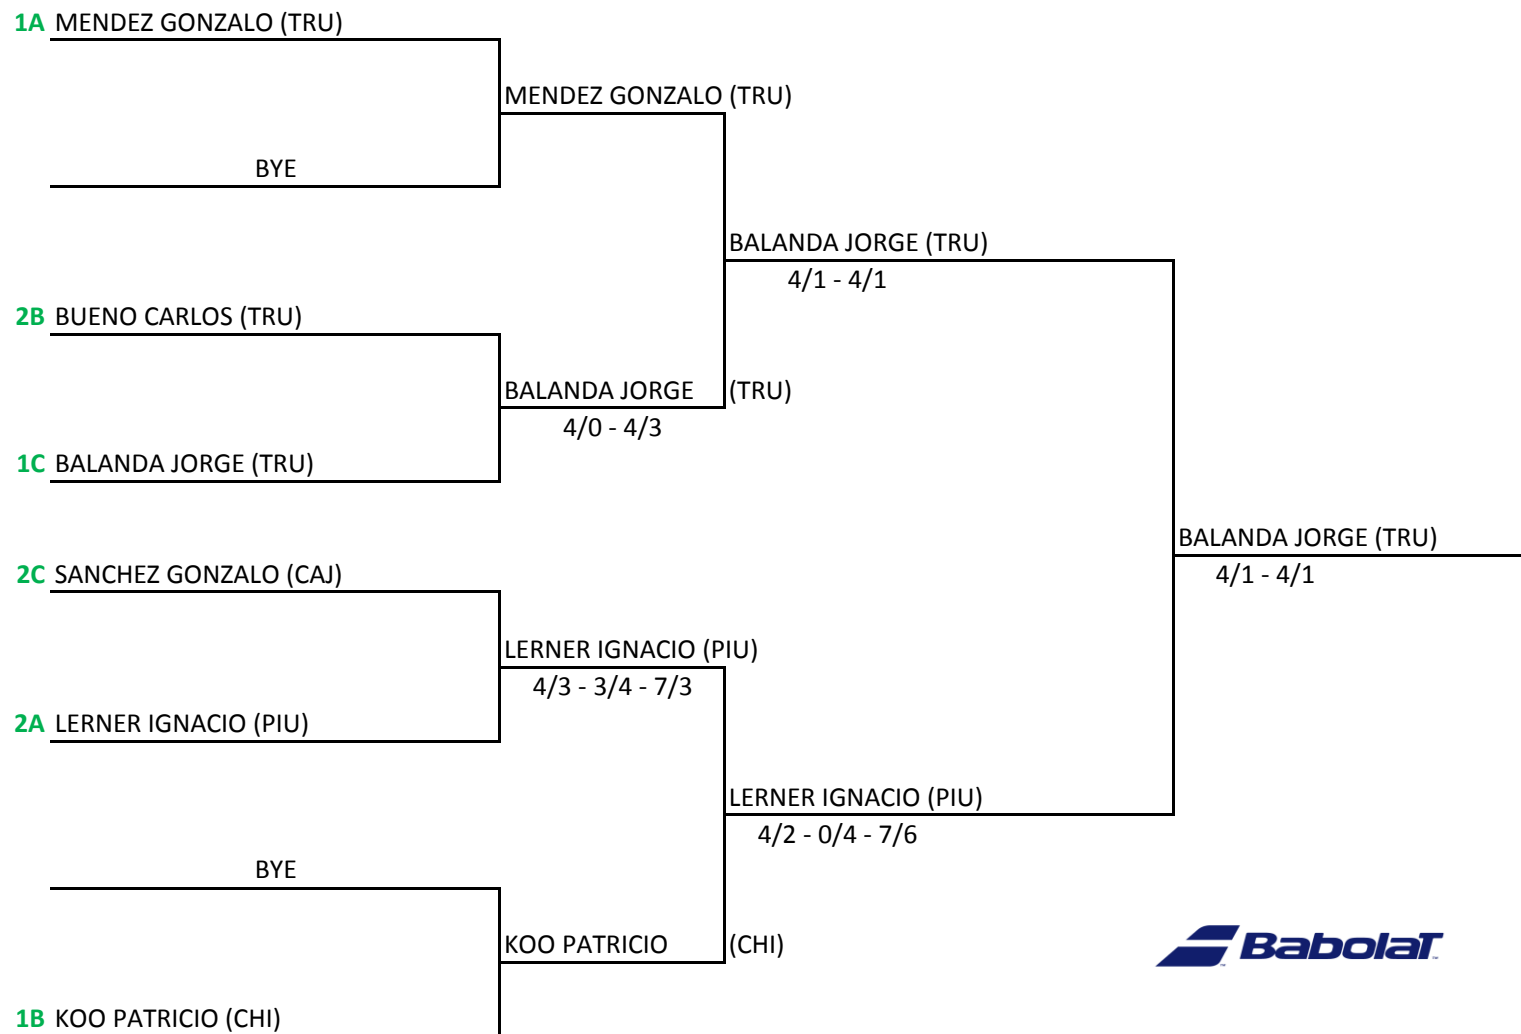 1A MENDEZ GONZALO (TRU)
MENDEZ GONZALO (TRU)
BYE
BALANDA JORGE (TRU)
4/1 - 4/1
2B BUENO CARLOS (TRU)
BALANDA JORGE (TRU)
4/0 - 4/3
1C BALANDA JORGE (TRU)
BALANDA JORGE (TRU)
4/1 - 4/1
2C SANCHEZ GONZALO (CAJ)
LERNER IGNACIO (PIU)
4/3 - 3/4 - 7/3
2A LERNER IGNACIO (PIU)
LERNER IGNACIO (PIU)
4/2 - 0/4 - 7/6
BYE
KOO PATRICIO (CHI)
BabolaT
1B KOO PATRICIO (CHI)